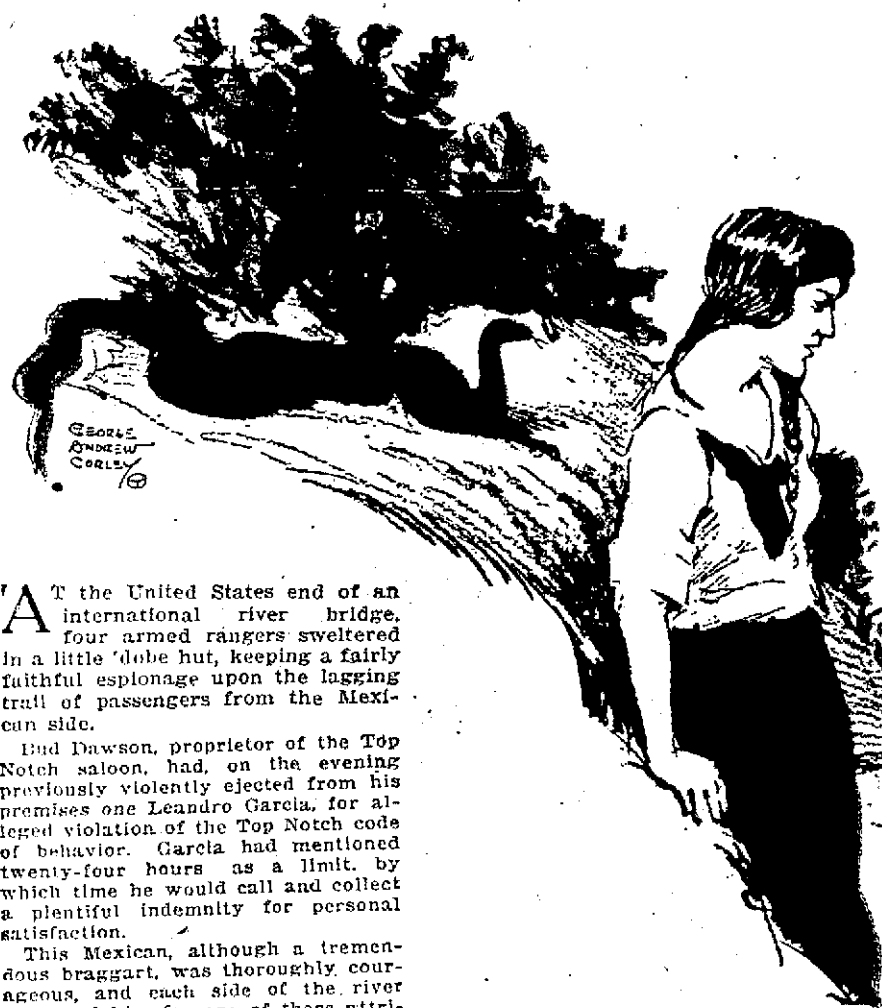 GEORGE
ANDREW
CORLEY
AT the United States end of an
international river bridge,
four armed rangers sweltered
in a little 'dobe hut, keeping a fairly
faithful espionage upon the lagging
trail of passengers from the Mexi-
can side.
Bud Dawson, proprietor of the Top
Notch saloon, had, on the evening
previously violently ejected from his
premises one Leandro Garcia, for al-
leged violation of the Top Notch code
of behavior. Garcia had mentioned
twenty-four hours as a limit, by
which time he would call and collect
a plentiful indemnity for personal
satisfaction.
This Mexican, although a tremen-
dous braggart, was thoroughly cour-
ageous, and each side of the river
of these